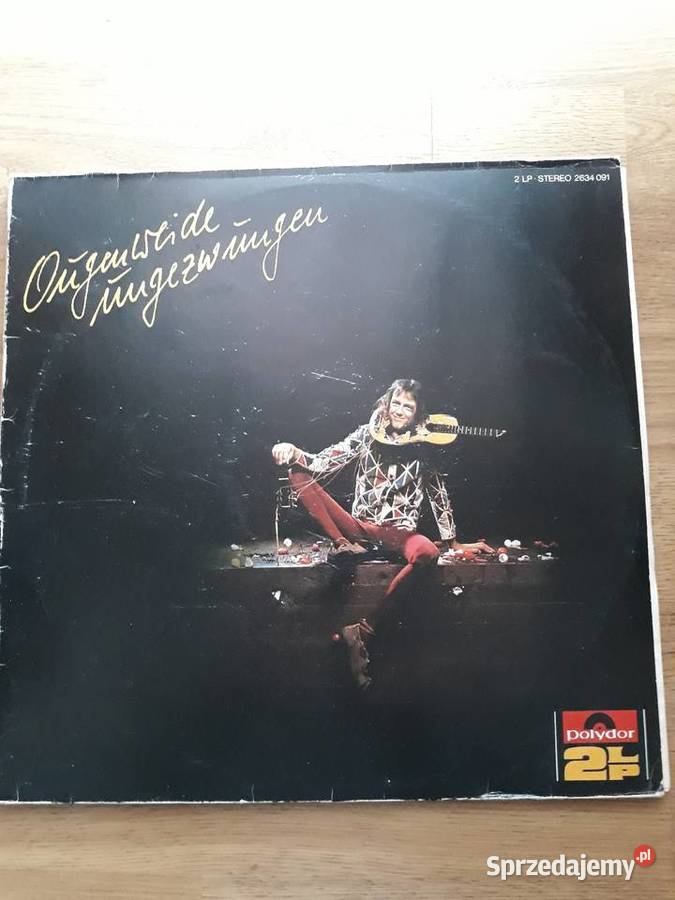 2 LP · STEREO 2634 091
Ougenweide
ungezwungen
polydor
2LP
Sprzedajemy.pl